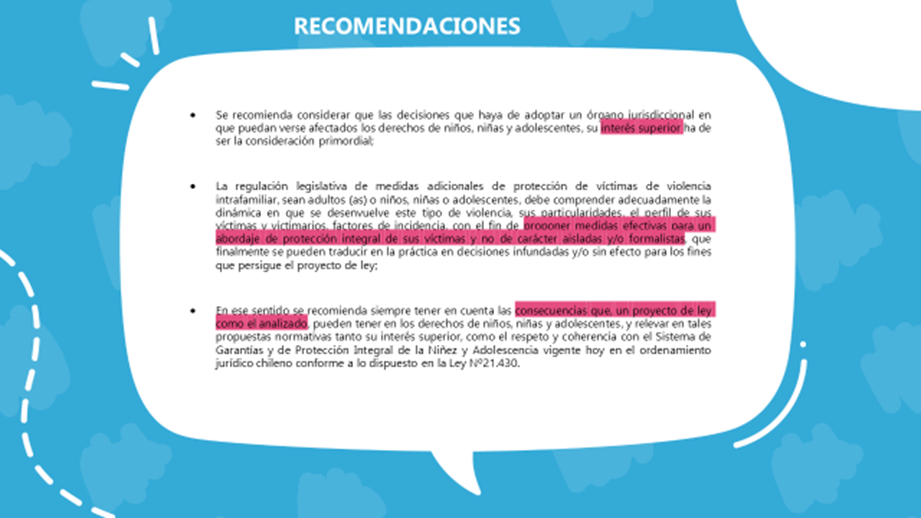 RECOMENDACIONES
• Se recomienda considerar que las decisiones que haya de adoptar un órgano jurisdiccional en
que puedan verse afectados los derechos de niños, niñas y adolescentes, su interés superior ha de
ser la consideración primordial;
• La regulación legislativa de medidas adicionales de protección de víctimas de violencia
intrafamiliar, sean adultos (as) o niños, niñas o adolescentes, debe comprender adecuadamente la
dinámica en que se desenvuelve este tipo de violencia, sus particularidades, el perfil de sus
víctimas y victimarios, factores de incidencia, con el fin de proponer medidas efectivas para un
abordaje de protección integral de sus víctimas y no de carácter aisladas y/o formalistas, que
finalmente se pueden traducir en la práctica en decisiones infundadas y/o sin efecto para los fines
que persigue el proyecto de ley;
• En ese sentido se recomienda siempre tener en cuenta las consecuencias que, un proyecto de ley
como el analizado, pueden tener en los derechos de niños, niñas y adolescentes, y relevar en tales
propuestas normativas tanto su interés superior, como el respeto y coherencia con el Sistema de
Garantías y de Protección Integral de la Niñez y Adolescencia vigente hoy en el ordenamiento
jurídico chileno conforme a lo dispuesto en la Ley Nº21.430.